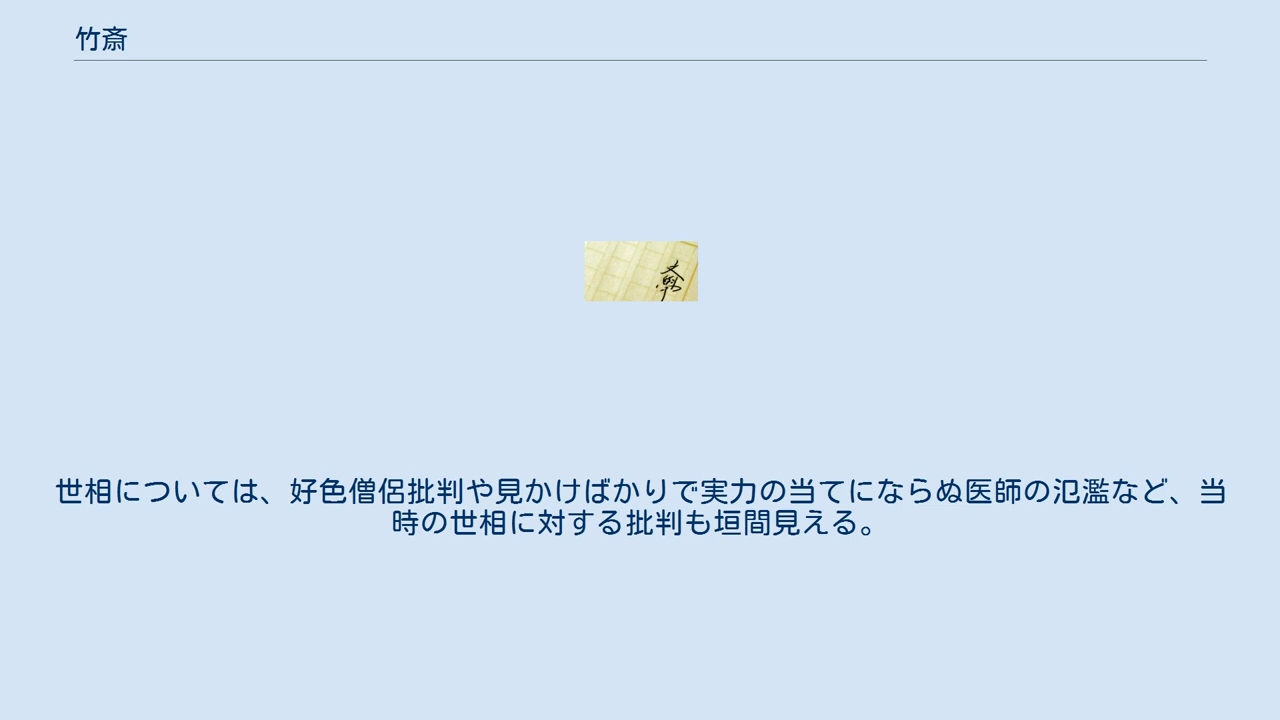 竹斎
世相については、好色僧侶批判や見かけばかりで実力の当てにならぬ医師の氾濫など、当
時の世相に対する批判も垣間見える。